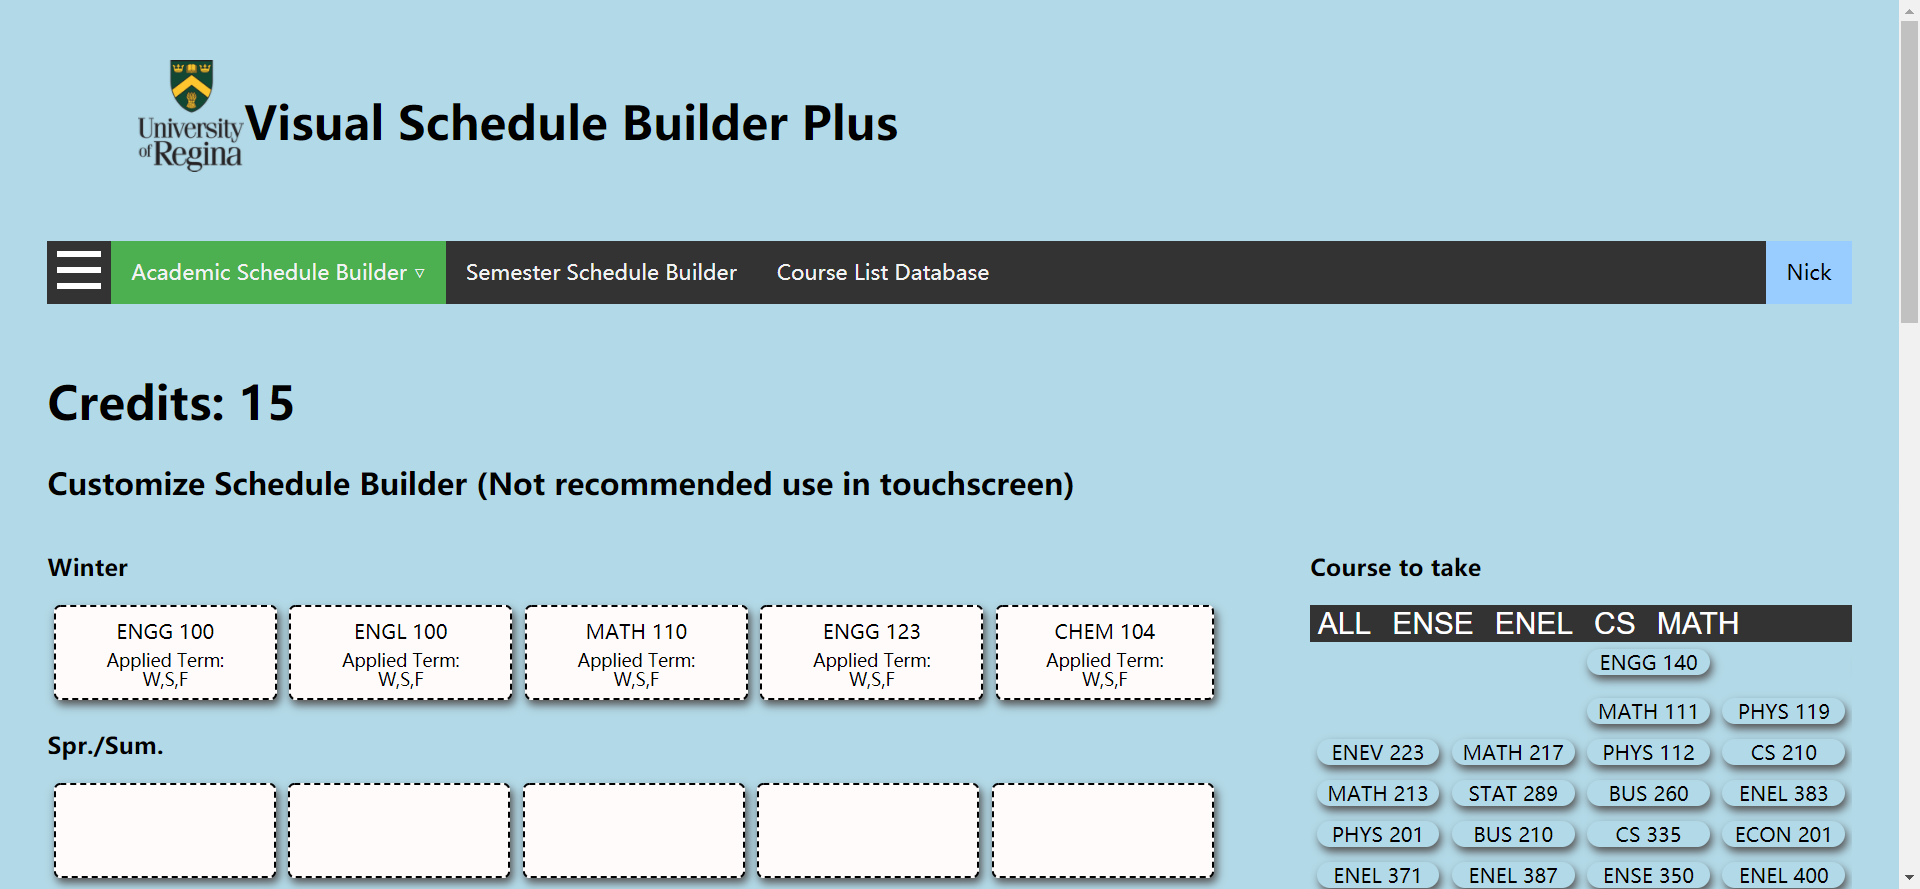 University
of Regina
Visual Schedule Builder Plus
Academic Schedule Builder ▿
Semester Schedule Builder
Course List Database
Nick
Credits: 15
Customize Schedule Builder (Not recommended use in touchscreen)
Winter
ENGG 100
Applied Term:
W,S,F
ENGL 100
Applied Term:
W,S,F
MATH 110
Applied Term:
W,S,F
ENGG 123
Applied Term:
W,S,F
CHEM 104
Applied Term:
W,S,F
Spr./Sum.
Course to take
ALL ENSE ENEL CS MATH
ENGG 140
MATH 111 PHYS 119
ENEV 223 MATH 217 PHYS 112 CS 210
MATH 213 STAT 289 BUS 260 ENEL 383
PHYS 201 BUS 210 CS 335 ECON 201
ENEL 371 ENEL 387 ENSE 350 ENEL 400